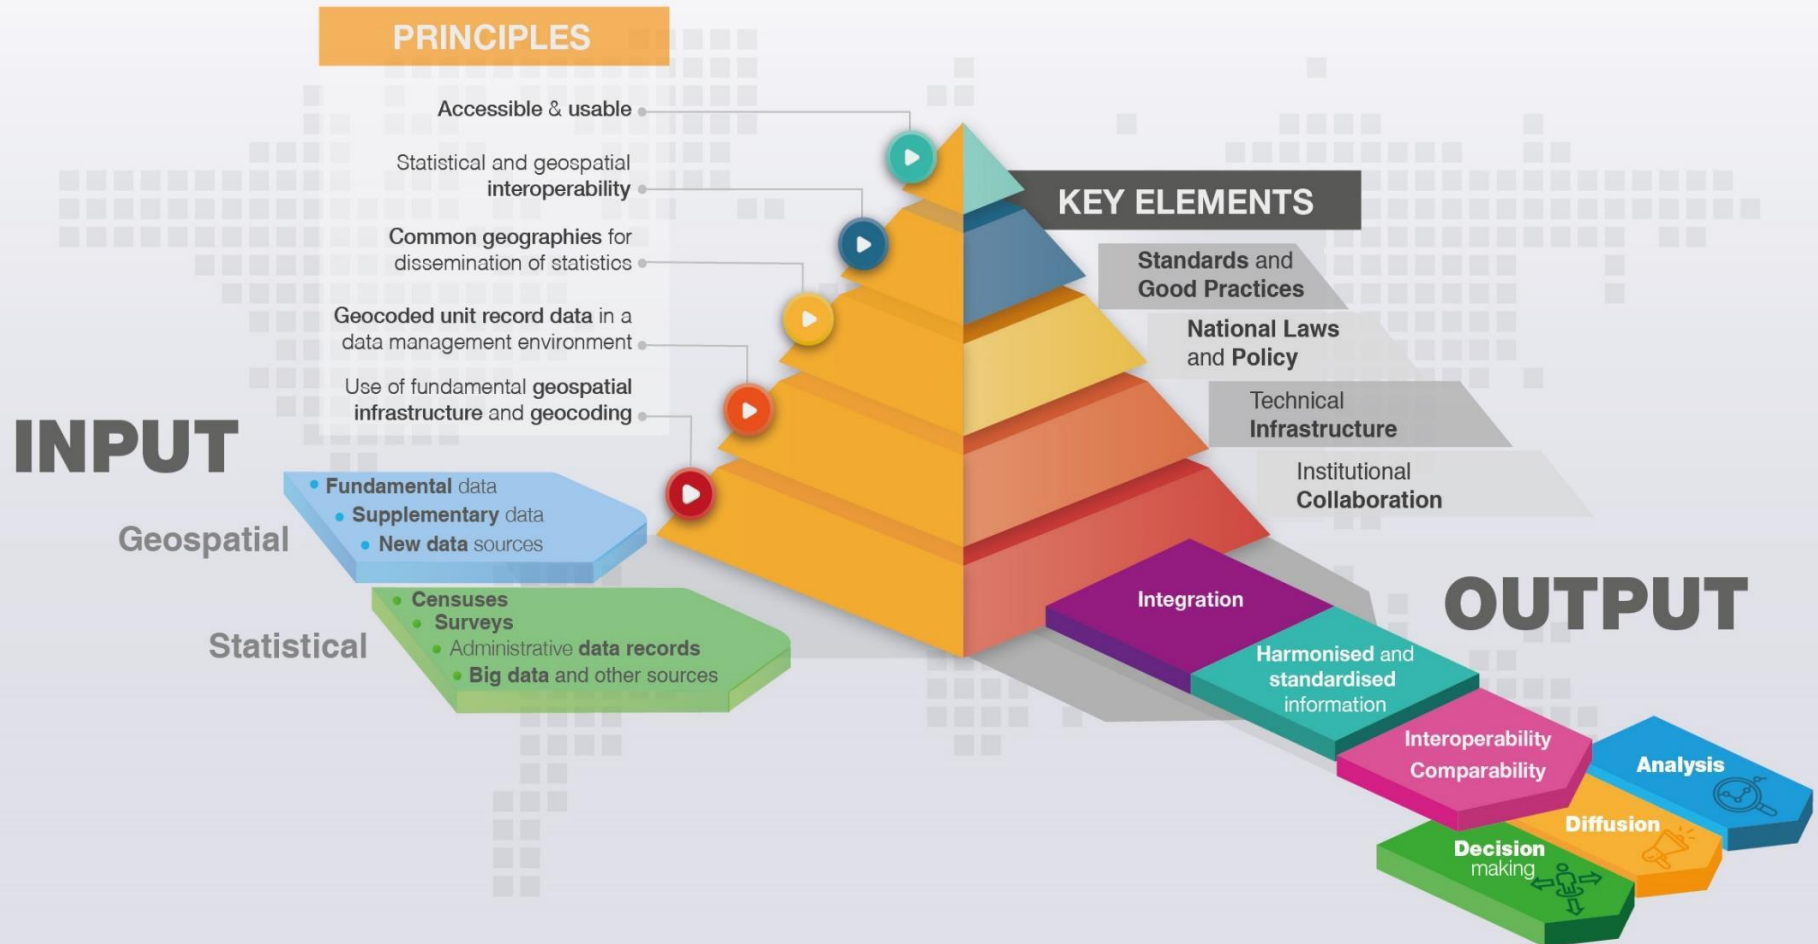 PRINCIPLES
Accessible & usable
Statistical and geospatial
interoperability
Common geographies for
dissemination of statistics
Geocoded unit record data in a
data management environment
Use of fundamental geospatial
infrastructure and geocoding
KEY ELEMENTS
Standards and
Good Practices
National Laws
and Policy
Technical
Infrastructure
Institutional
Collaboration
INPUT
Geospatial
Fundamental data
Supplementary data
New data sources
Statistical
Censuses
Surveys
Administrative data records
Big data and other sources
OUTPUT
Integration
Harmonised and
standardised
information
Interoperability
Comparability
Analysis
Diffusion
Decision
making